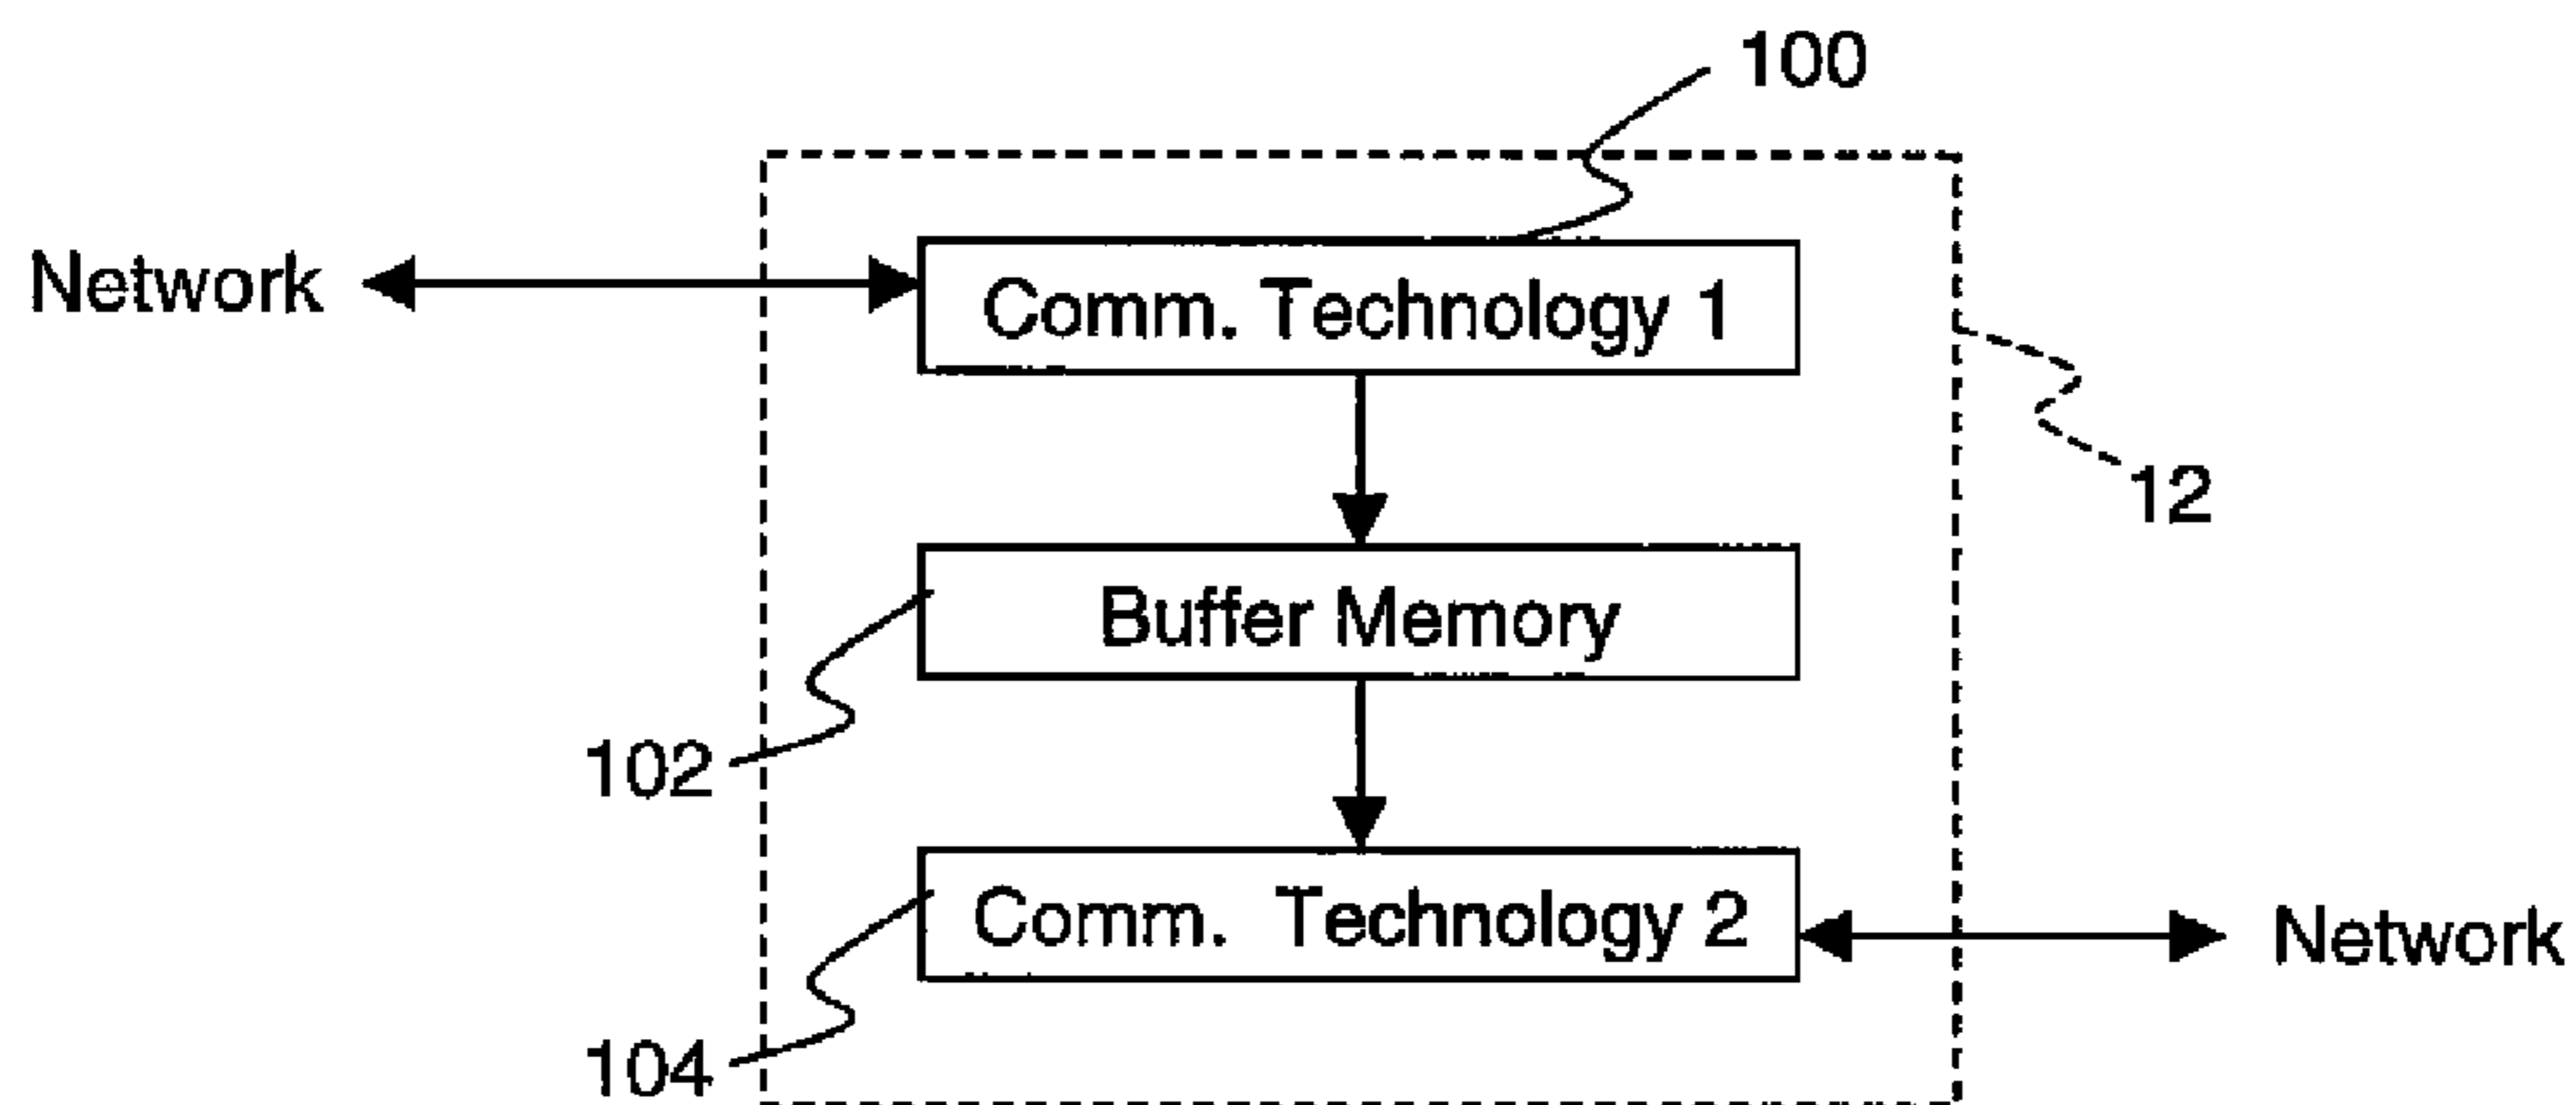 100
Network
Comm. Technology 1
12
Buffer Memory
102
Comm. Technology 2
Network
104